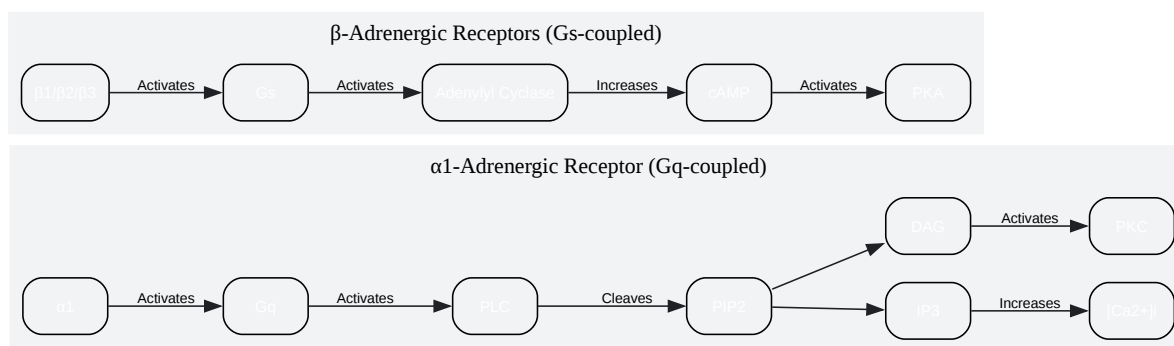 β-Adrenergic Receptors (Gs-coupled)
β1/β2/β3
Activates
Gs
Activates
Adenylyl Cyclase
Increases
cAMP
Activates
PKA
α1-Adrenergic Receptor (Gq-coupled)
DAG
Activates
PKC
α1
Activates
Gq
Activates
PLC
Cleaves
PIP2
IP3
Increases
[Ca2+]i